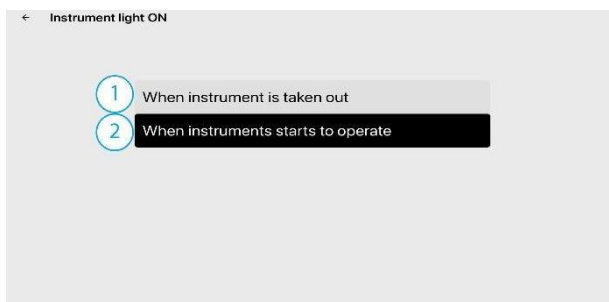 ← Instrument light ON
1 When instrument is taken out
2 When instruments starts to operate